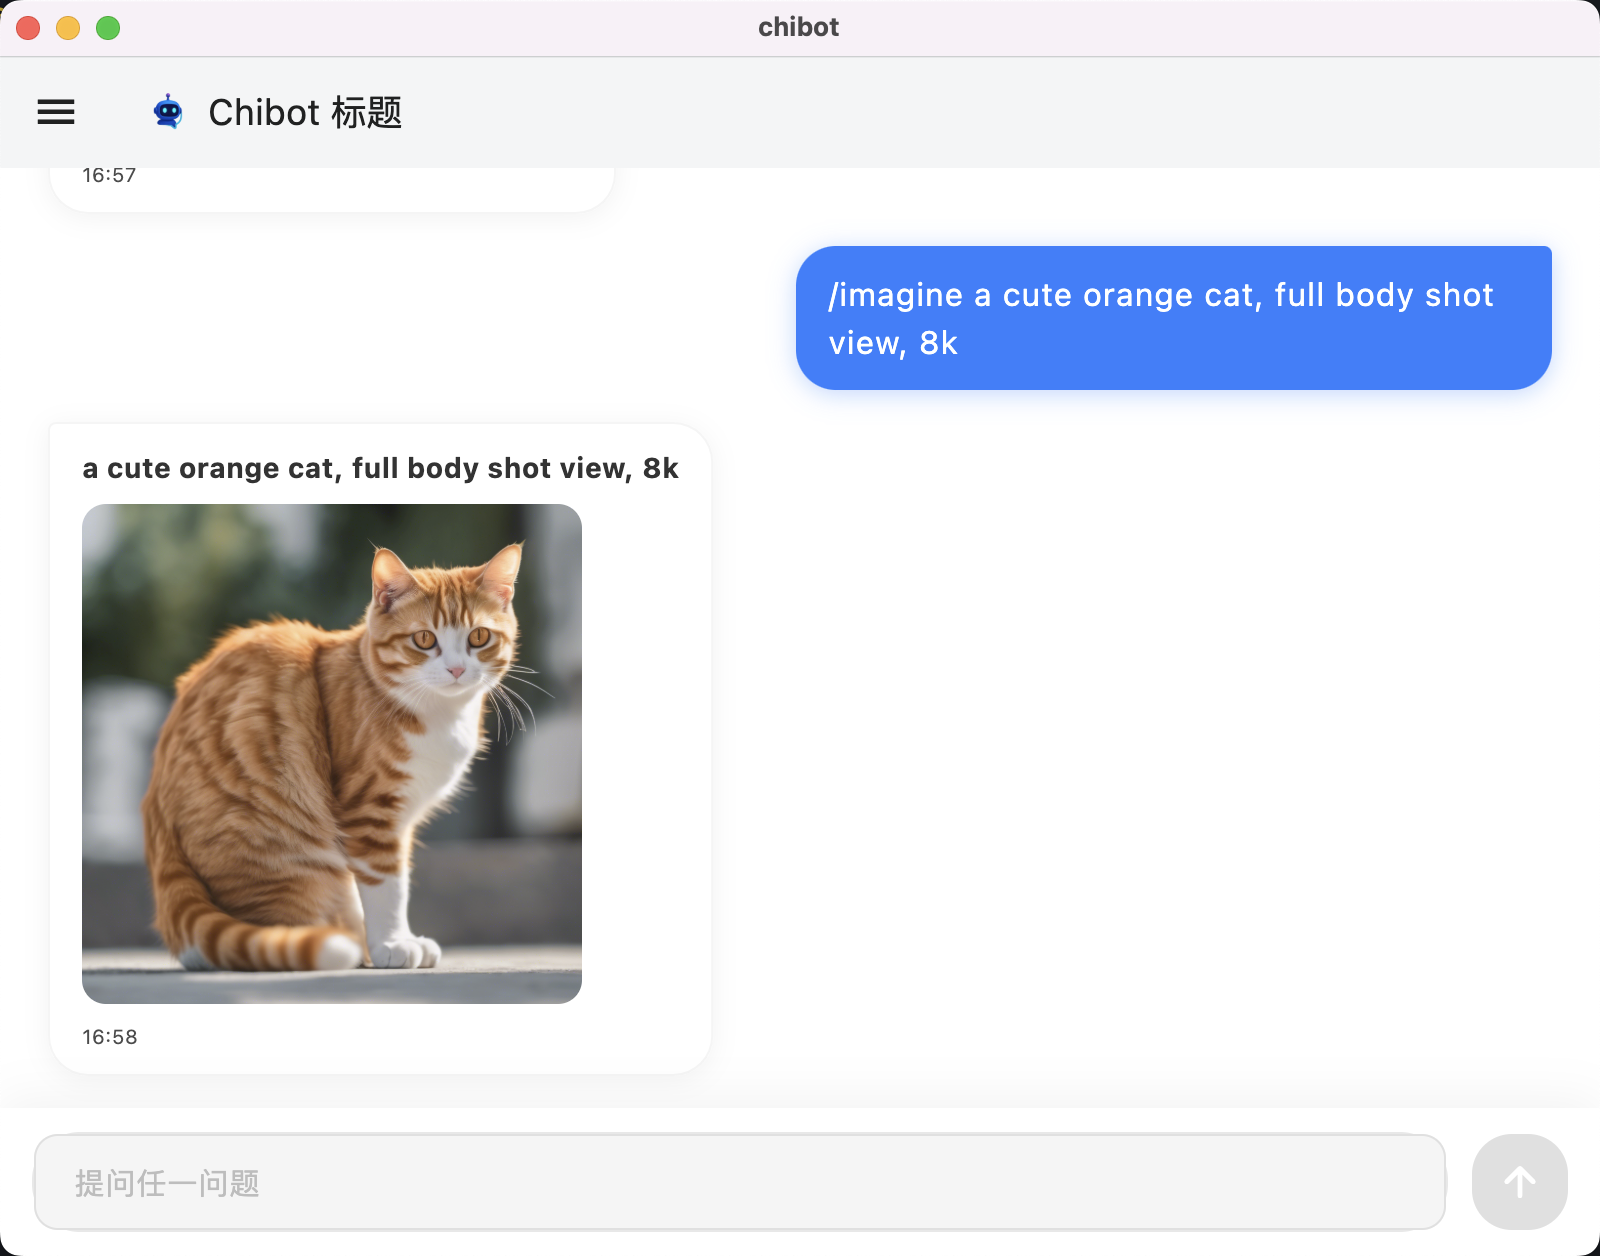 chibot
Chibot 标题
16:57
/imagine a cute orange cat, full body shot
view, 8k
a cute orange cat, full body shot view, 8k
16:58
提问任一问题